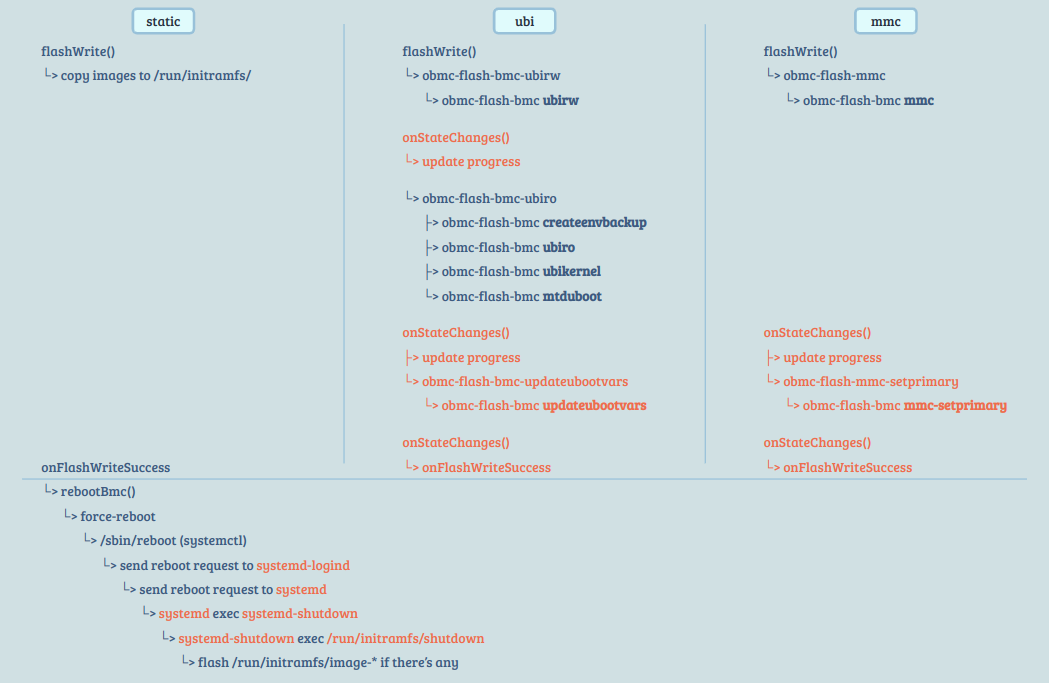 static
flashWrite()
└> copy images to /run/initramfs/
ubi
flashWrite()
└> obmc-flash-bmc-ubirw
└> obmc-flash-bmc ubirw
onStateChanges()
└> update progress
└> obmc-flash-bmc-ubiro
├> obmc-flash-bmc createenvbackup
├> obmc-flash-bmc ubiro
├> obmc-flash-bmc ubikernel
└> obmc-flash-bmc mtduboot
onStateChanges()
├> update progress
└> obmc-flash-bmc-updateubootvars
└> obmc-flash-bmc updateubootvars
onStateChanges()
└> onFlashWriteSuccess
mmc
flashWrite()
└> obmc-flash-mmc
└> obmc-flash-bmc mmc
onStateChanges()
├> update progress
└> obmc-flash-mmc-setprimary
└> obmc-flash-bmc mmc-setprimary
onStateChanges()
└> onFlashWriteSuccess
onFlashWriteSuccess
└> rebootBmc()
└> force-reboot
└> /sbin/reboot (systemctl)
└> send reboot request to systemd-logind
└> send reboot request to systemd
└> systemd exec systemd-shutdown
└> systemd-shutdown exec /run/initramfs/shutdown
└> flash /run/initramfs/image-* if there's any